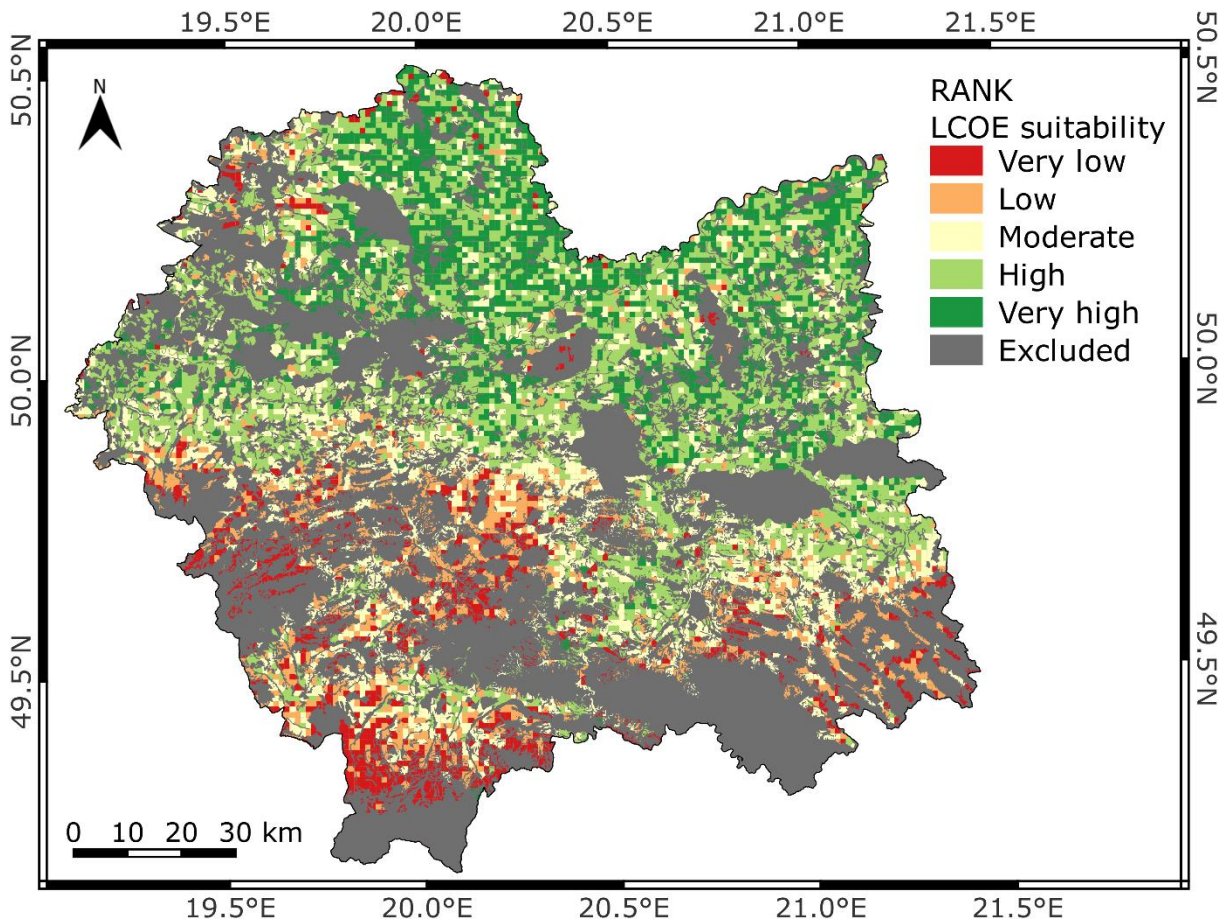 19.5°E 20.0°E 20.5°E 21.0°E 21.5°E
50.5°N
50.5°N
N
RANK
LCOE suitability
Very low
Low
Moderate
High
Very high
Excluded
50.0°N
50.0°N
49.5°N
49.5°N
0 10 20 30 km
19.5°E 20.0°E 20.5°E 21.0°E 21.5°E